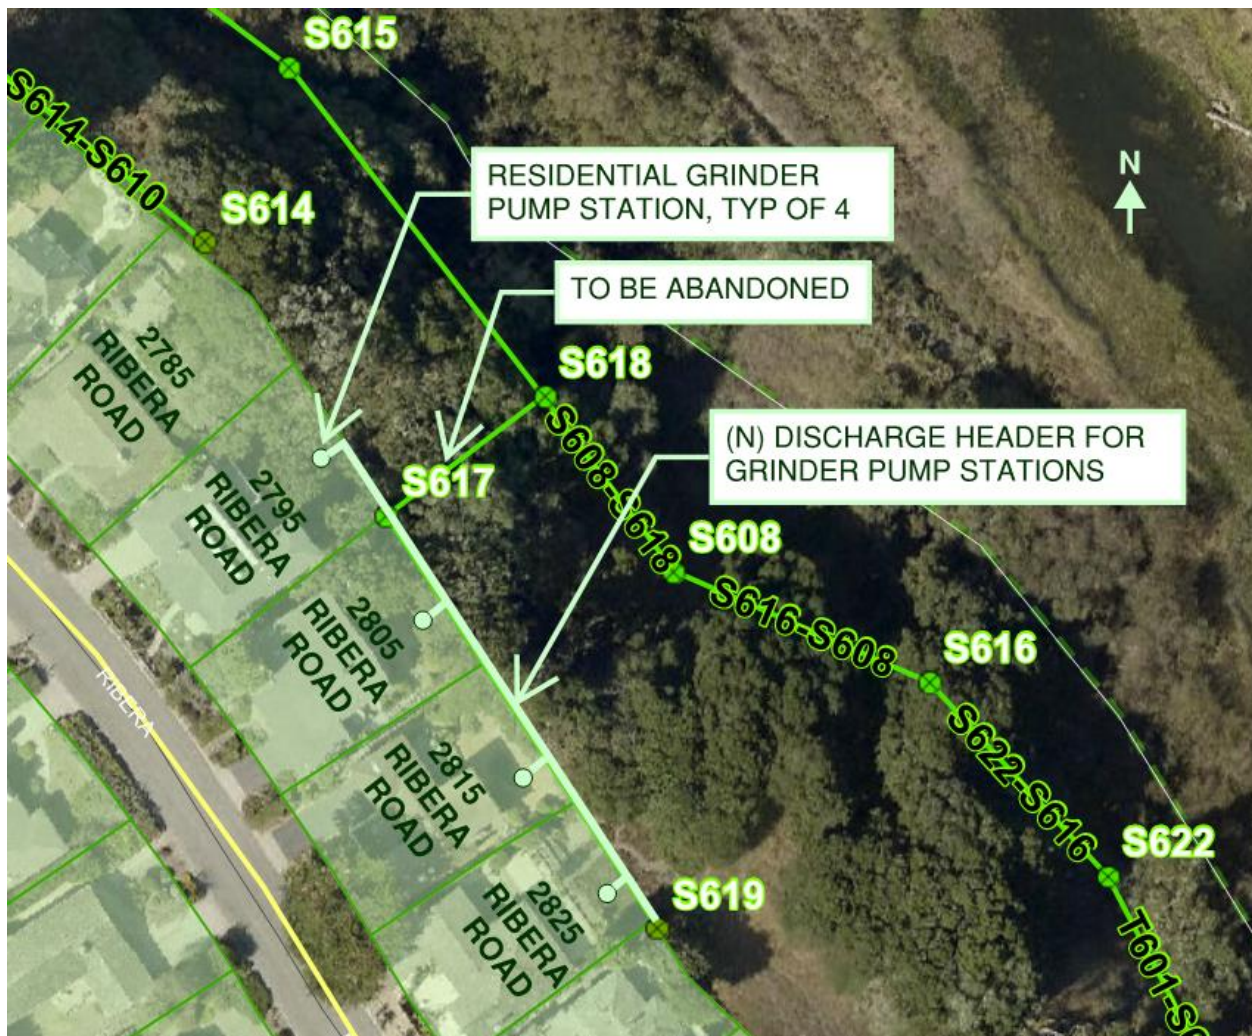 S615
S614-S610
N
RESIDENTIAL GRINDER
PUMP STATION, TYP OF 4
S614
TO BE ABANDONED
2785
RIBERA
ROAD
S618
(N) DISCHARGE HEADER FOR
GRINDER PUMP STATIONS
S608-S618
S617
2795
RIBERA
ROAD
S608
S616-S608
2805
RIBERA
ROAD
S616
RIBERA
S622-S616
2815
RIBERA
ROAD
S622
2825
RIBERA
ROAD
S619